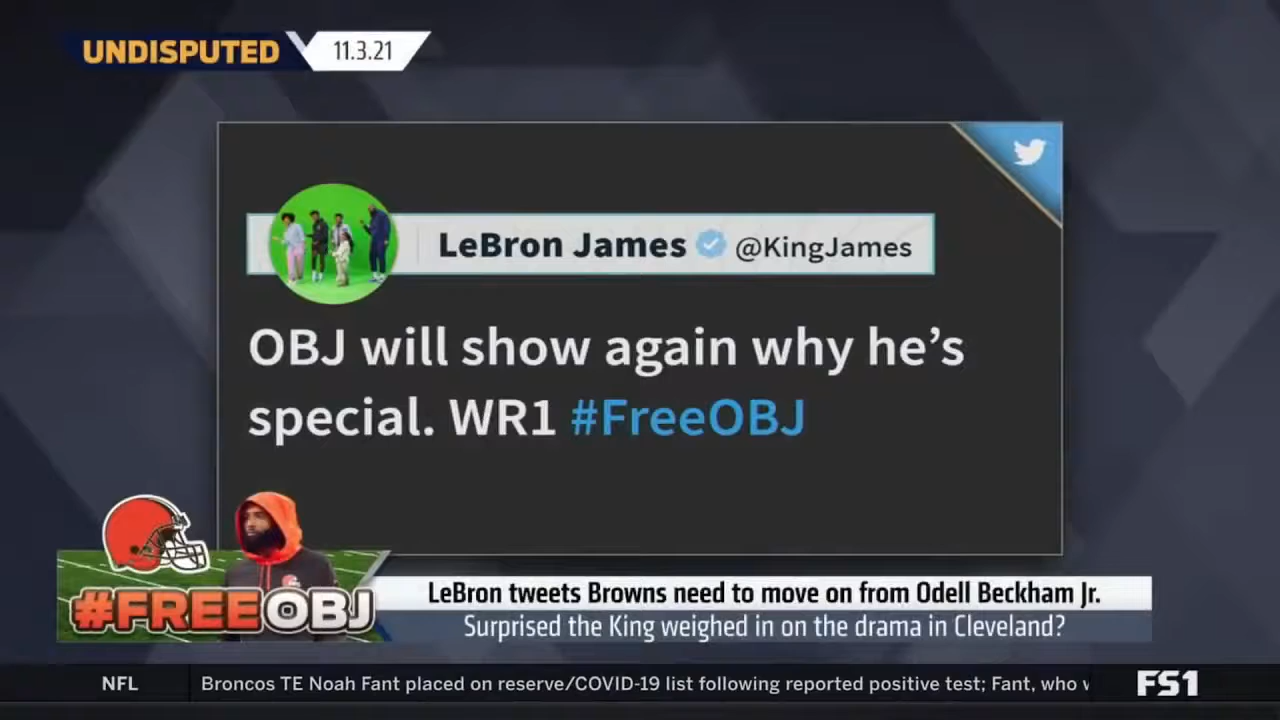 UNDISPUTED
11.3.21
LeBron James @KingJames
OBJ will show again why he's
special. WR1 #FreeOBJ
#FREEOBJ
LeBron tweets Browns need to move on from Odell Beckham Jr.
Surprised the King weighed in on the drama in Cleveland?
NFL
Broncos TE Noah Fant placed on reserve/COVID-19 list following reported positive test; Fant, who
FS1